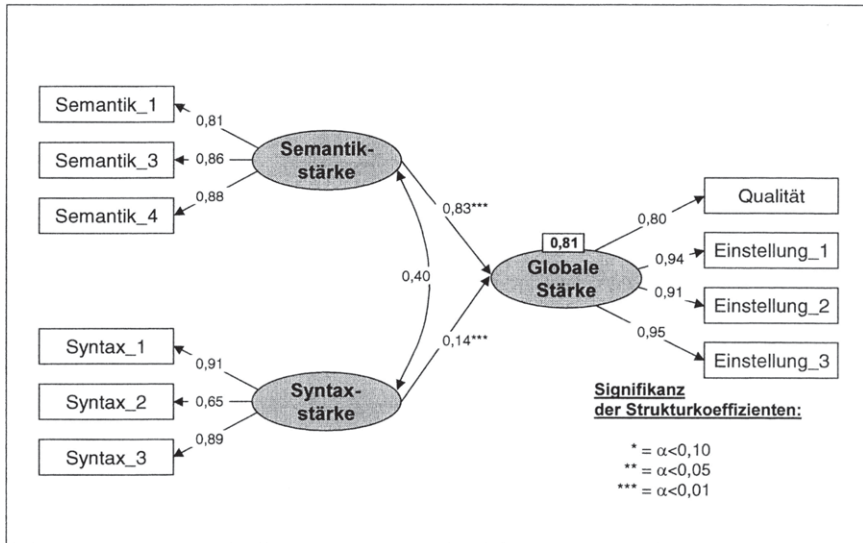 Semantik_1
0,81
Semantik_3
0,86
Semantik-
stärke
Semantik_4
0,88
0,83***
0,40
0,14***
Syntax_1
0,91
Syntax_2
0,65
Syntax-
stärke
Syntax_3
0,89
0,81
Globale
Stärke
0,80
Qualität
0,94
Einstellung_1
0,91
Einstellung_2
0,95
Einstellung_3
Signifikanz
der Strukturkoeffizienten:
* = α<0,10
** = α<0,05
*** = α<0,01